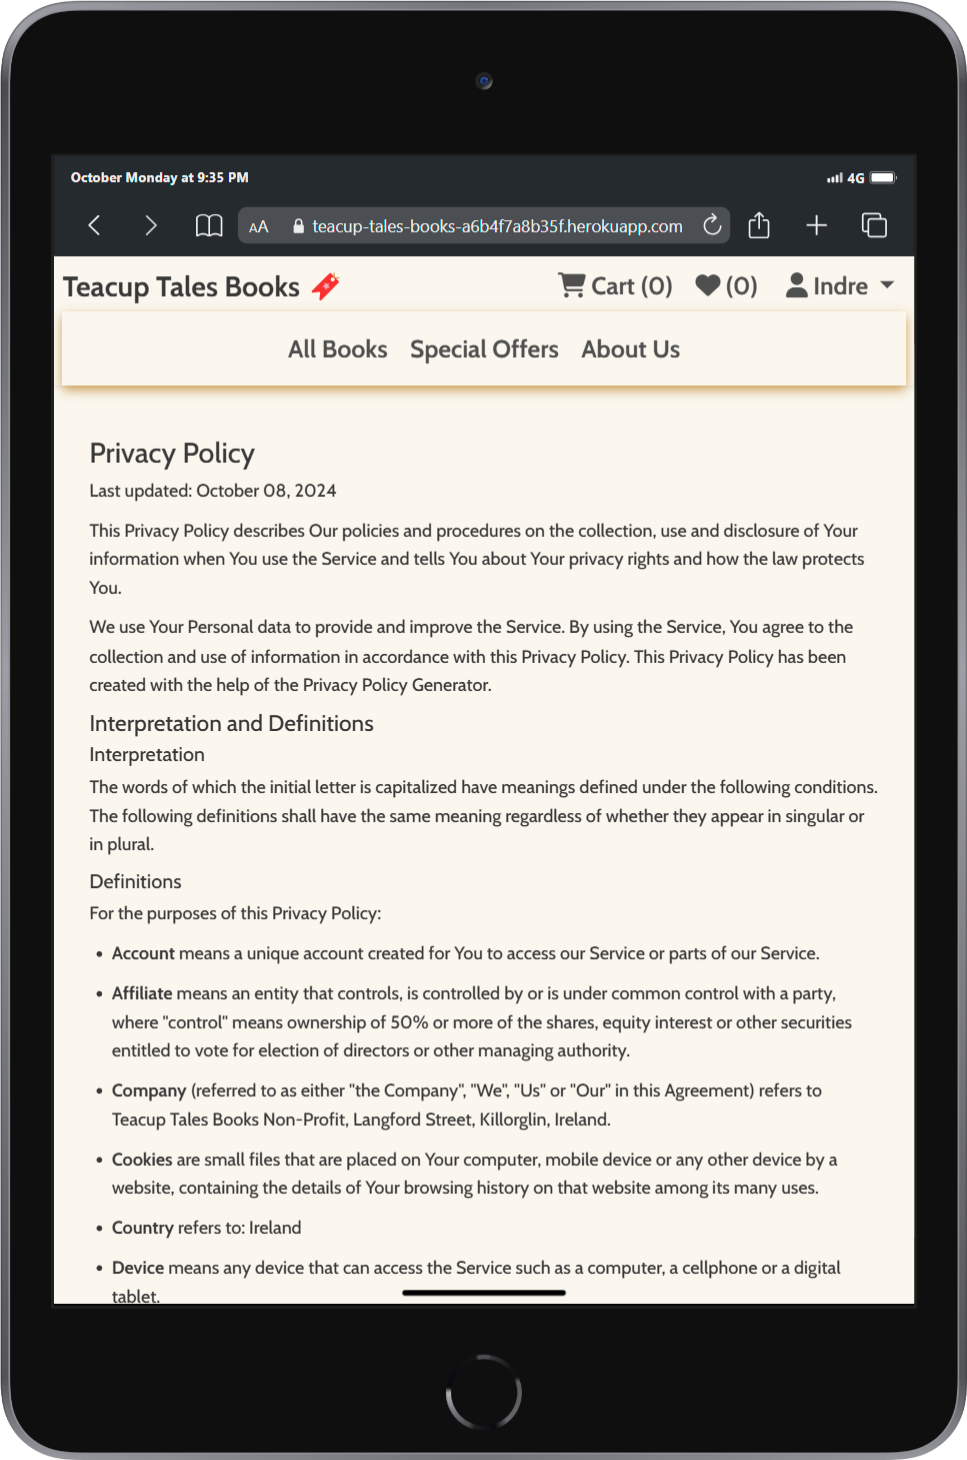 October Monday at 9:35 PM
4G
AA
teacup-tales-books-a6b4f7a8b35f.herokuapp.com
Teacup Tales Books
Cart (0)
(0)
Indre
All Books Special Offers About Us
Privacy Policy
Last updated: October 08, 2024
This Privacy Policy describes Our policies and procedures on the collection, use and disclosure of Your
information when You use the Service and tells You about Your privacy rights and how the law protects
You.
We use Your Personal data to provide and improve the Service. By using the Service, You agree to the
collection and use of information in accordance with this Privacy Policy. This Privacy Policy has been
created with the help of the Privacy Policy Generator.
Interpretation and Definitions
Interpretation
The words of which the initial letter is capitalized have meanings defined under the following conditions.
The following definitions shall have the same meaning regardless of whether they appear in singular or
in plural.
Definitions
For the purposes of this Privacy Policy:
• Account means a unique account created for You to access our Service or parts of our Service.
• Affiliate means an entity that controls, is controlled by or is under common control with a party,
where "control" means ownership of 50% or more of the shares, equity interest or other securities
entitled to vote for election of directors or other managing authority.
• Company (referred to as either "the Company", "We", "Us" or "Our" in this Agreement) refers to
Teacup Tales Books Non-Profit, Langford Street, Killorglin, Ireland.
• Cookies are small files that are placed on Your computer, mobile device or any other device by a
website, containing the details of Your browsing history on that website among its many uses.
• Country refers to: Ireland
• Device means any device that can access the Service such as a computer, a cellphone or a digital
tablet.